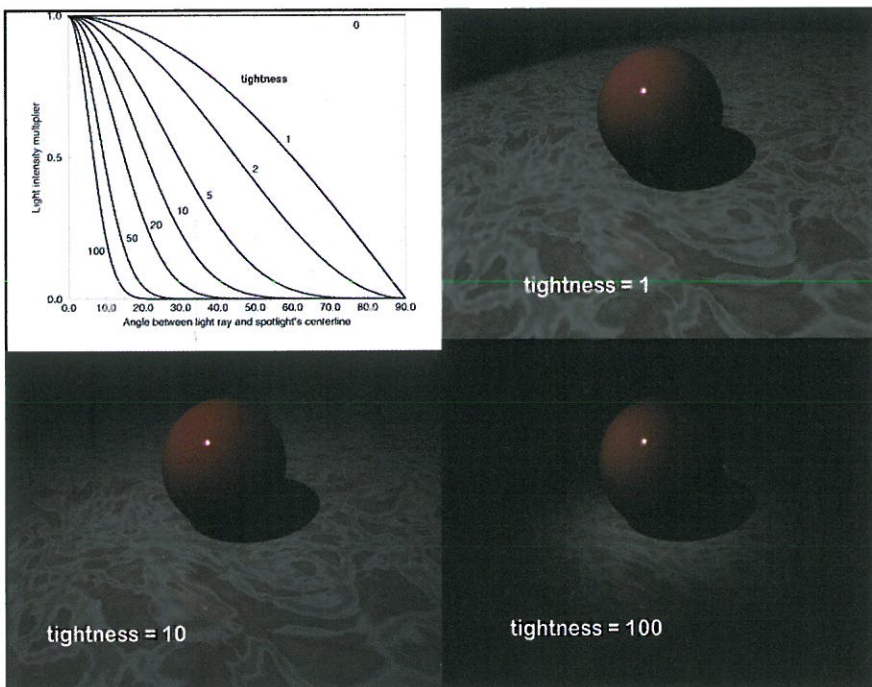 1.0
0
tightness
Light intensity multiplier
0.5
1
2
5
10
20
50
100
0.0
0.0 10.0 20.0 30.0 40.0 50.0 60.0 70.0 80.0 90.0
Angle between light ray and spotlight's centerline
tightness = 1
tightness = 10
tightness = 100